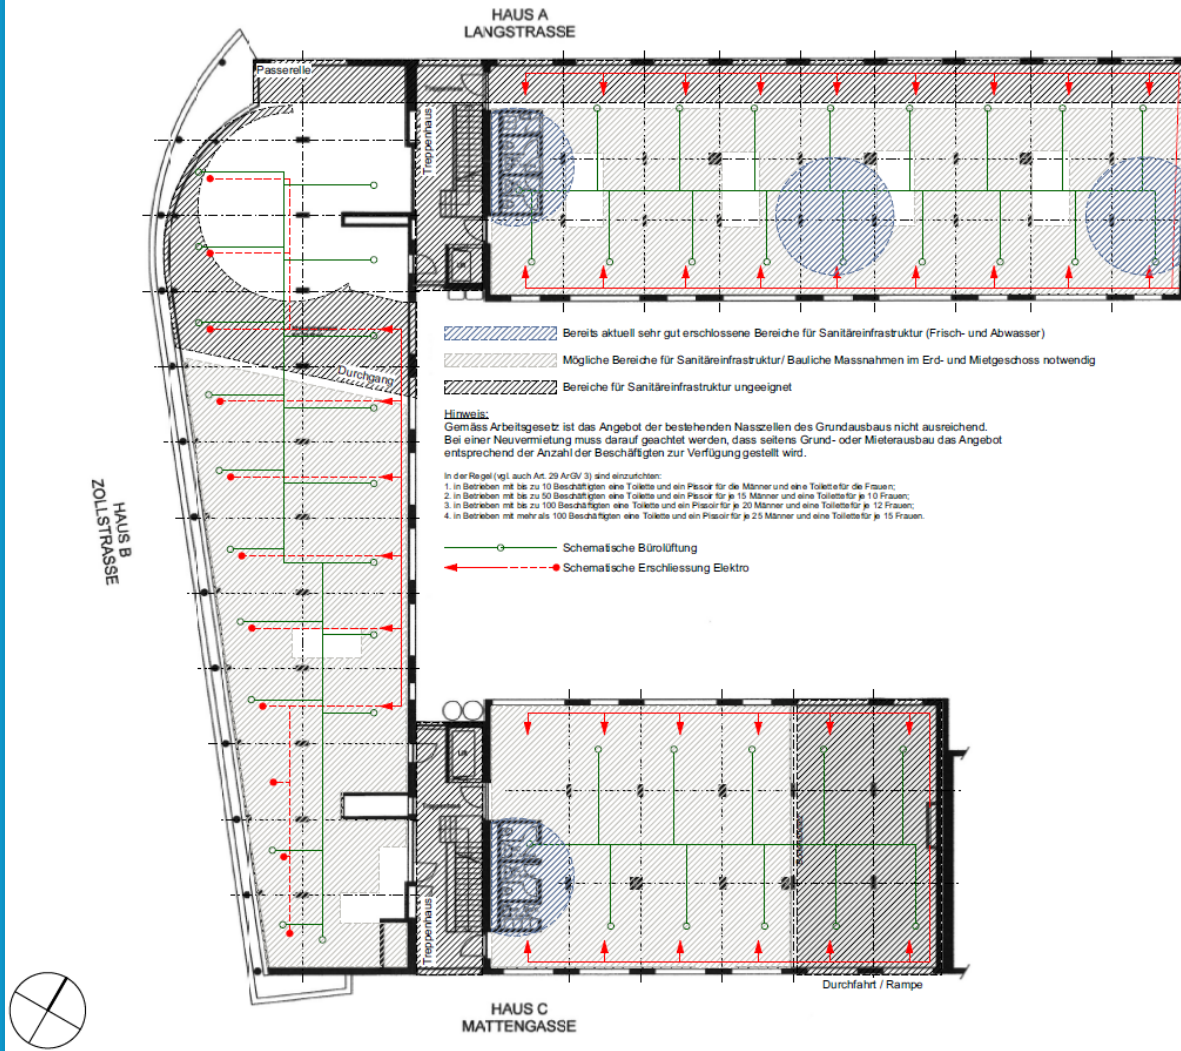 HAUS A
LANGSTRASSE
Passerelle
Treppenhaus
Lift
Bereits aktuell sehr gut erschlossene Bereiche für Sanitäreinfrastruktur (Frisch- und Abwasser)
Mögliche Bereiche für Sanitäreinfrastruktur/ Bauliche Massnahmen im Erd- und Mietgeschoss notwendig
Bereiche für Sanitäreinfrastruktur ungeeignet
Durchgang
Hinweis:
Gemäss Arbeitsgesetz ist das Angebot der bestehenden Nasszellen des Grundausbaus nicht ausreichend.
Bei einer Neuvermietung muss darauf geachtet werden, dass seitens Grund- oder Mieterausbau das Angebot
entsprechend der Anzahl der Beschäftigten zur Verfügung gestellt wird.
In der Regel (vgl. auch Art. 29 ArGV 3) sind einzurichten:
1. in Betrieben mit bis zu 10 Beschäftigten eine Toilette und ein Pissoir für die Männer und eine Toilette für die Frauen;
2. in Betrieben mit bis zu 50 Beschäftigten eine Toilette und ein Pissoir für je 15 Männer und eine Toilette für je 10 Frauen;
3. in Betrieben mit bis zu 100 Beschäftigten eine Toilette und ein Pissoir für je 20 Männer und eine Toilette für je 12 Frauen;
4. in Betrieben mit mehr als 100 Beschäftigten eine Toilette und ein Pissoir für je 25 Männer und eine Toilette für je 15 Frauen.
HAUS B
ZOLLSTRASSE
Schematische Bürolüftung
Schematische Erschliessung Elektro
Lift
Treppenhaus
Treppenhaus
Durchfahrt / Rampe
HAUS C
MATTENGASSE